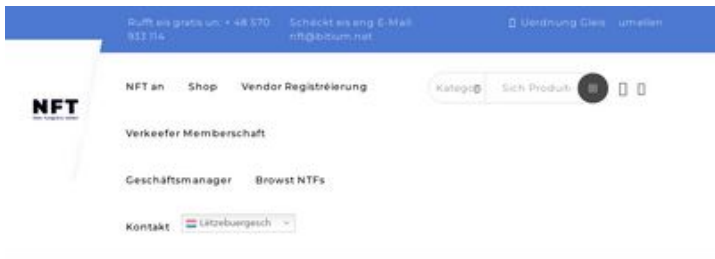 Rufft eis gratis un: + 48 570 933 114
Schéckt eis eng E-Mail nft@bitium.net
Uerdnung Gleis
umellen
NFT
NFT an
Shop
Vendor Registréierung
Kategor
Sich Produit
Verkeefer Memberschaft
Geschäftsmanager
Browst NTFs
Kontakt
Lëtzebuergesch